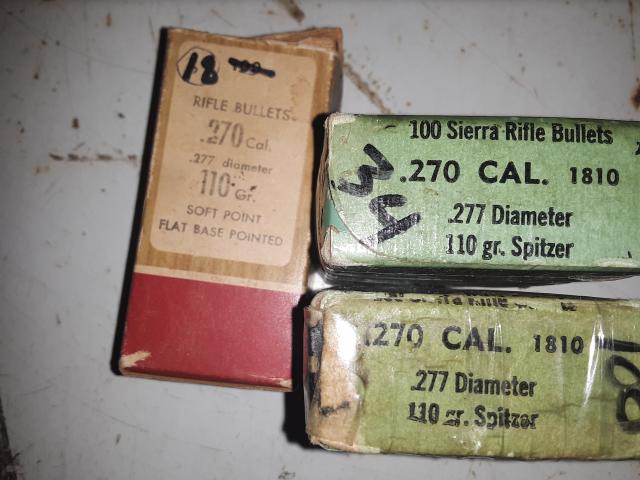 18
RIFLE BULLETS
.270 Cal.
.277 diameter
110 Gr.
SOFT POINT
FLAT BASE POINTED
100 Sierra Rifle Bullets
.270 CAL. 1810
.277 Diameter
110 gr. Spitzer
34
.270 CAL. 1810
.277 Diameter
110 gr. Spitzer